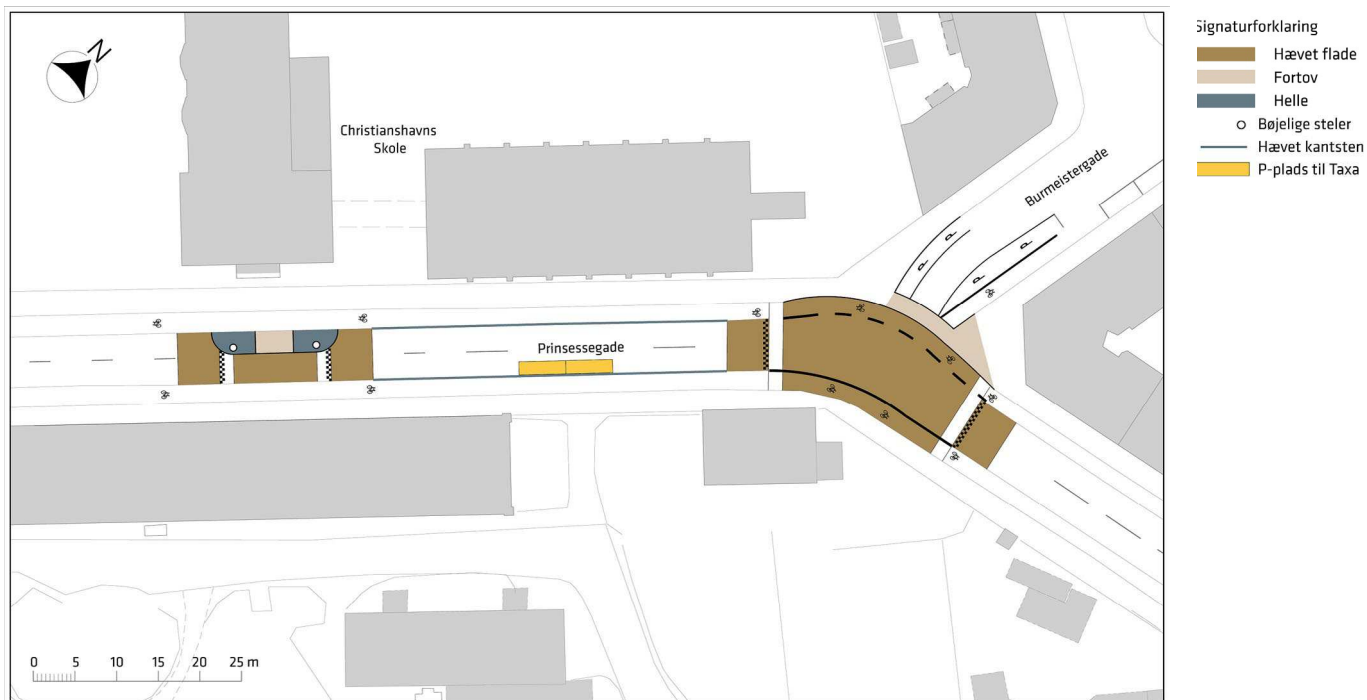 N
Christianshavns
Skole
Burmeistergade
Prinsessegade
0 5 10 15 20 25 m
Signaturforklaring
Hævet flade
Fortov
Helle
Bøjelige steler
Hævet kantsten
P-plads til Taxa